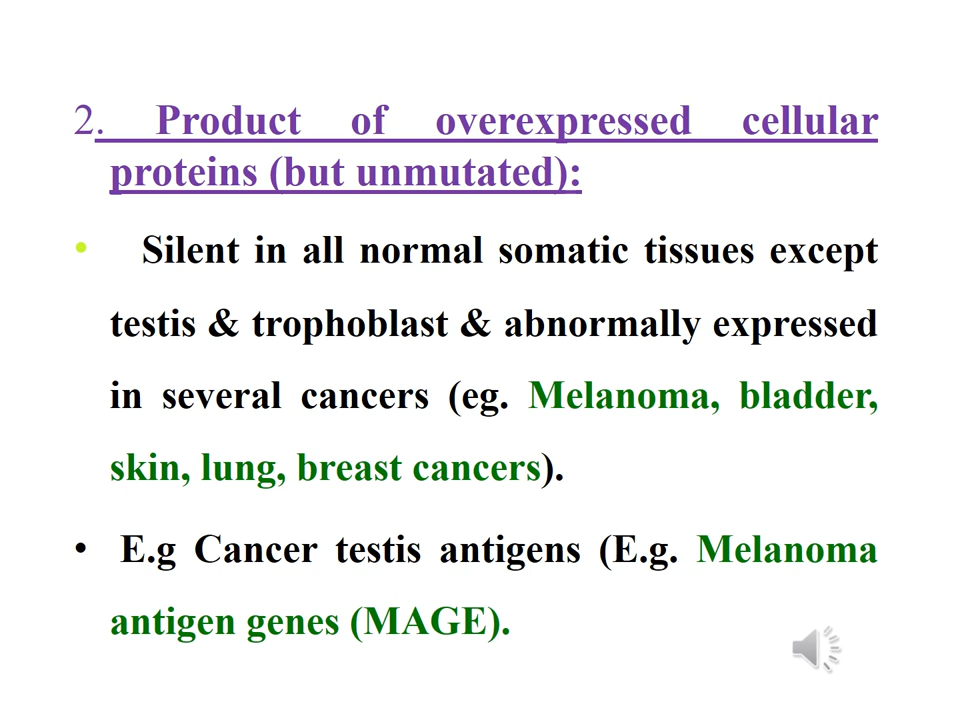 2. Product of overexpressed cellular
proteins (but unmutated):
• Silent in all normal somatic tissues except
testis & trophoblast & abnormally expressed
in several cancers (eg. Melanoma, bladder,
skin, lung, breast cancers).
• E.g Cancer testis antigens (E.g. Melanoma
antigen genes (MAGE).